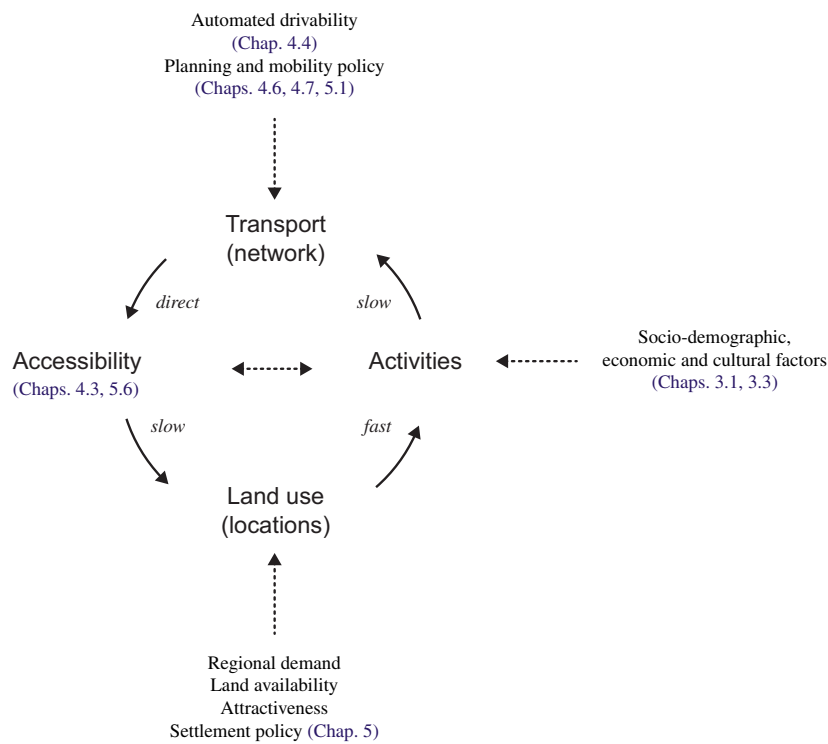 Automated drivability
(Chap. 4.4)
Planning and mobility policy
(Chaps. 4.6, 4.7, 5.1)
Transport
(network)
direct
slow
Accessibility
(Chaps. 4.3, 5.6)
Activities
Socio-demographic,
economic and cultural factors
(Chaps. 3.1, 3.3)
slow
fast
Land use
(locations)
Regional demand
Land availability
Attractiveness
Settlement policy (Chap. 5)